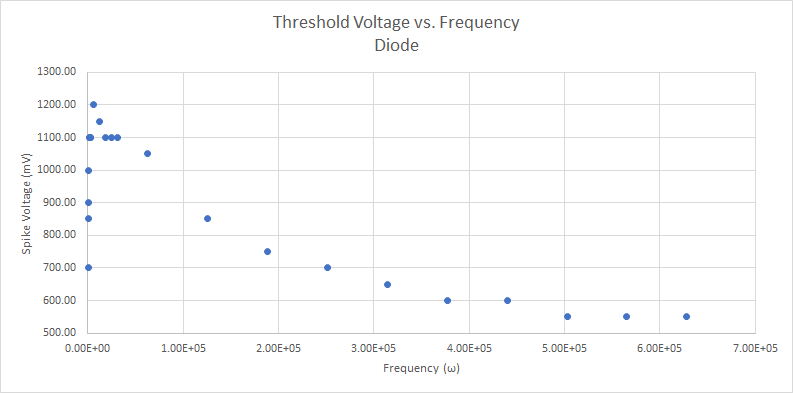 Threshold Voltage vs. Frequency
Diode
1300.00
1200.00
1100.00
1000.00
900.00
800.00
700.00
600.00
500.00
Spike Voltage (mV)
0.00E+00 1.00E+05 2.00E+05 3.00E+05 4.00E+05 5.00E+05 6.00E+05 7.00E+05
Frequency (ω)